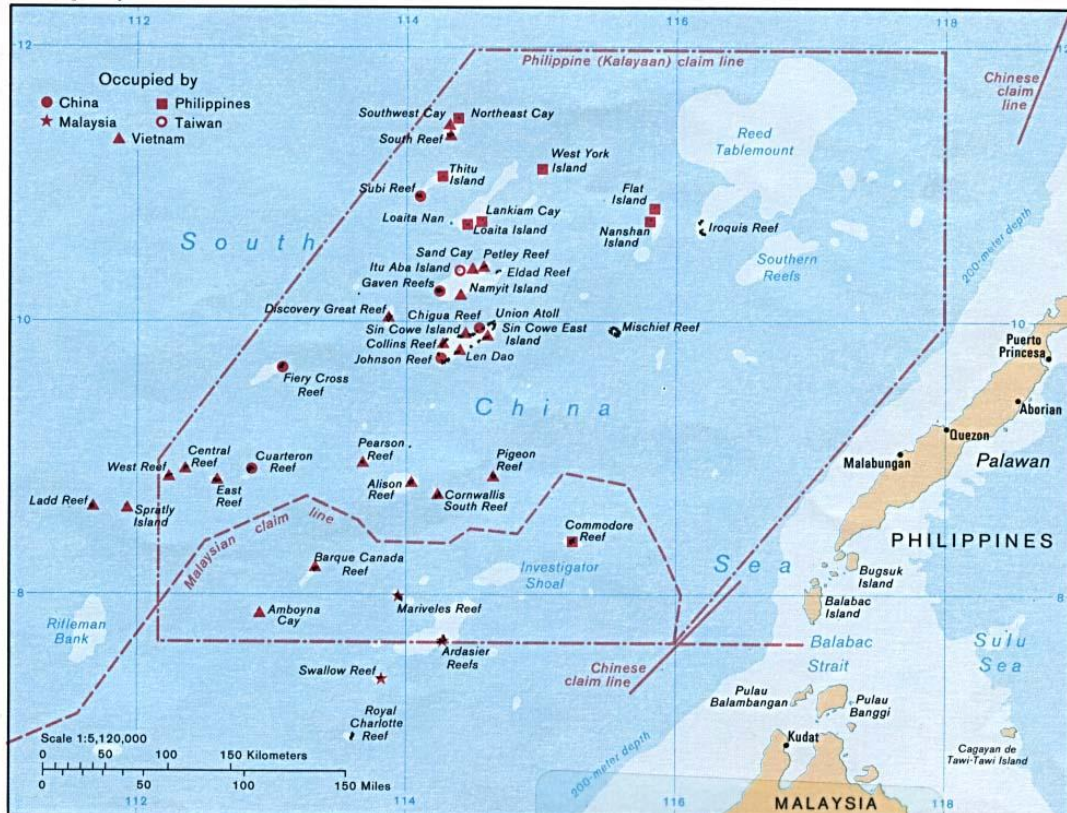 112
114
116
118
12
12
Occupied by
China
Philippines
Malaysia
Taiwan
Vietnam
Philippine (Kalayaan) claim line
Chinese
claim
line
Southwest Cay
Northeast Cay
South Reef
Reed
Tablemount
West York
Island
Thitu
Island
Subi Reef
Flat
Island
Lankiam Cay
Loaita Nan
Loaita Island
Nanshan
Island
Iroquis Reef
200-meter depth
South
Sand Cay
Petley Reef
Itu Aba Island
Eldad Reef
Southern
Reefs
Gaven Reefs
Namyit Island
Discovery Great Reef
Union Atoll
Chigua Reef
10
10
Sin Cowe Island
Sin Cowe East
Island
Mischief Reef
Collins Reef
Len Dao
Johnson Reef
Puerto
Princesa
Fiery Cross
Reef
China
Aborian
Quezon
Pearson
Reef
Pigeon
Reef
Central
Reef
Cuarteron
Reef
West Reef
Malabungan
Palawan
East
Reef
Alison
Reef
Cornwallis
South Reef
Ladd Reef
Spratly
Island
Malaysian claim line
Commodore
Reef
PHILIPPINES
Barque Canada
Reef
Investigator
Shoal
Sea
Bugsuk
Island
8
8
Mariveles Reef
Amboyna
Cay
Balabac
Island
Rifleman
Bank
Ardasier
Reefs
Balabac
Strait
Sulu
Sea
Swallow Reef
Chinese
claim line
Pulau
Balambangan
Pulau
Banggi
Royal
Charlotte
Reef
Scale 1:5,120,000
0 50 100 150 Kilometers
0 50 100 150 Miles
200-meter depth
Kudat
Cagayan de
Tawi-Tawi Island
MALAYSIA
112
114
116
118